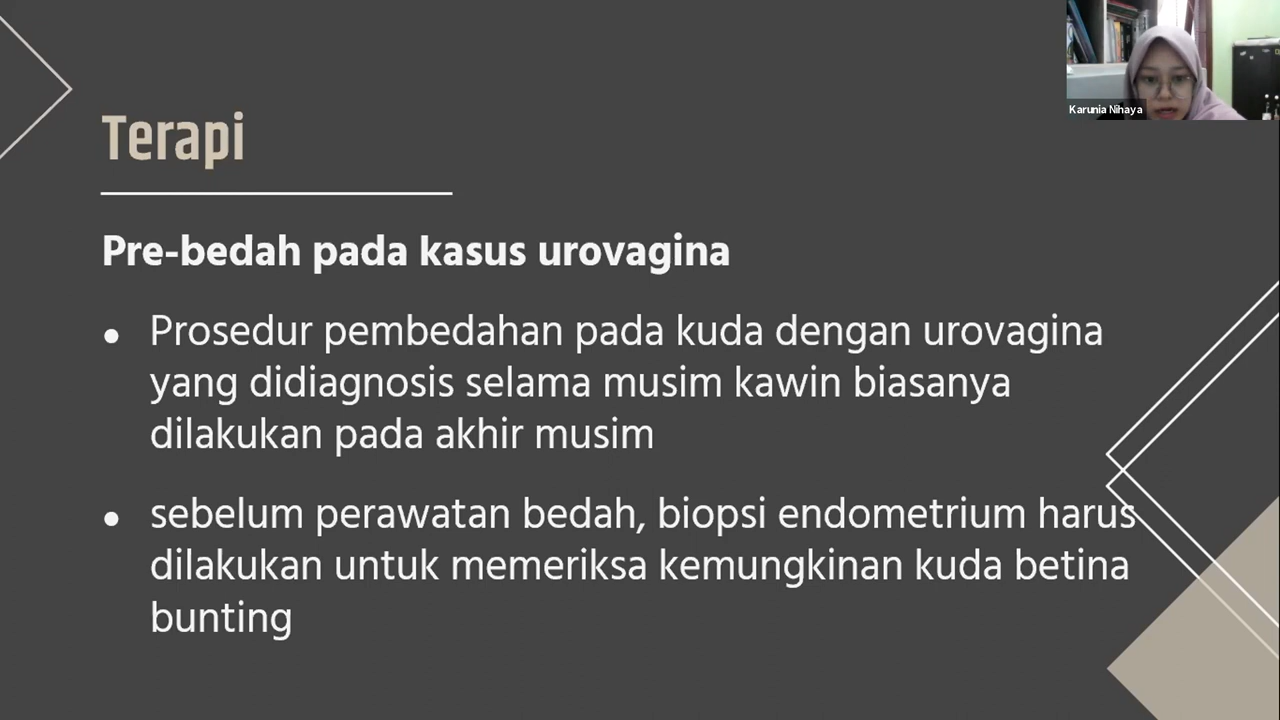 Karunia Nihaya
Terapi
Pre-bedah pada kasus urovagina
● Prosedur pembedahan pada kuda dengan urovagina
yang didiagnosis selama musim kawin biasanya
dilakukan pada akhir musim
● sebelum perawatan bedah, biopsi endometrium harus
dilakukan untuk memeriksa kemungkinan kuda betina
bunting